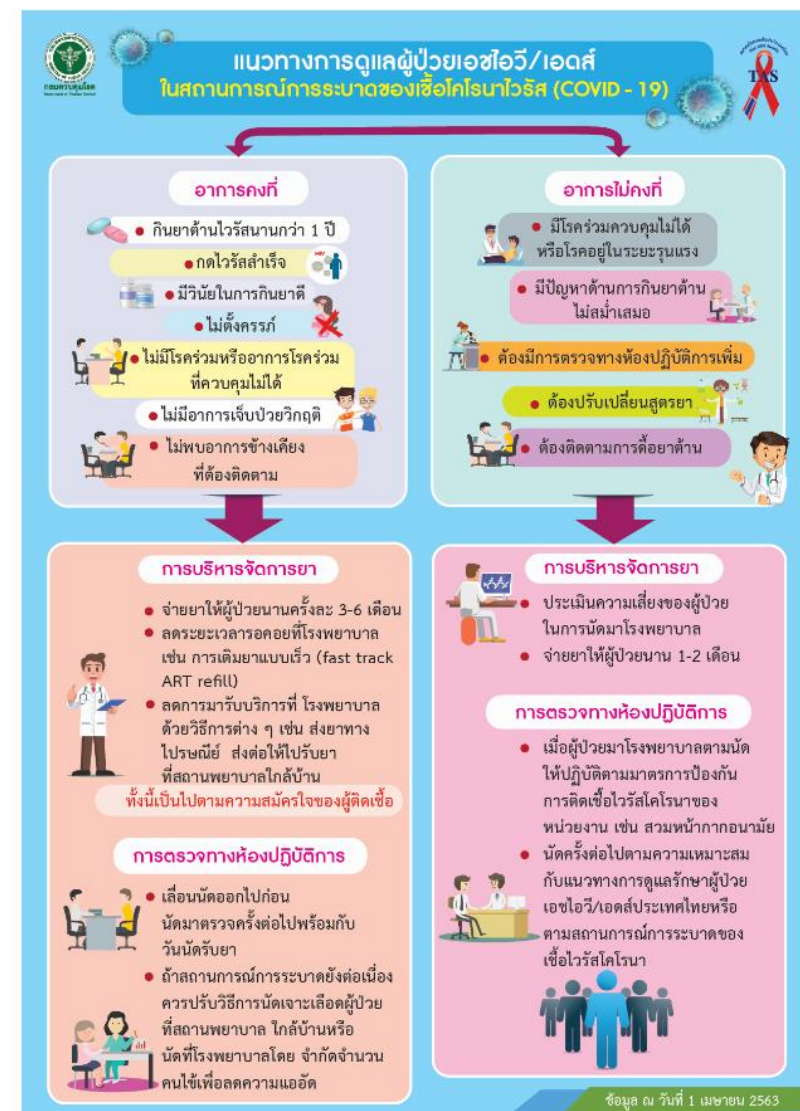 แนวทางการดูแลผู้ป่วยเอชไอวี/เอดส์
ในสถานการณ์การระบาดของเชื้อโคโรนาไวรัส (COVID - 19)
กรมควบคุมโรค
TAS
อาการคงที่
● กินยาต้านไวรัสนานกว่า 1 ปี
● กดไวรัสสำเร็จ
HIV
● มีวินัยในการกินยาดี
● ไม่ตั้งครรภ์
● ไม่มีโรคร่วมหรืออาการโรคร่วม
ที่ควบคุมไม่ได้
● ไม่มีอาการเจ็บป่วยวิกฤติ
● ไม่พบอาการข้างเคียง
ที่ต้องติดตาม
อาการไม่คงที่
● มีโรคร่วมควบคุมไม่ได้
หรือโรคอยู่ในระยะรุนแรง
● มีปัญหาด้านการกินยาต้าน
ไม่สม่ำเสมอ
● ต้องมีการตรวจทางห้องปฏิบัติการเพิ่ม
● ต้องปรับเปลี่ยนสูตรยา
● ต้องติดตามการดื้อยาต้าน
การบริหารจัดการยา
● จ่ายยาให้ผู้ป่วยนานครั้งละ 3-6 เดือน
● ลดระยะเวลารอคอยที่โรงพยาบาล
เช่น การเติมยาแบบเร็ว (fast track
ART refill)
● ลดการมารับบริการที่ โรงพยาบาล
ด้วยวิธีการต่าง ๆ เช่น ส่งยาทาง
ไปรษณีย์ ส่งต่อให้ไปรับยา
ที่สถานพยาบาลใกล้บ้าน
ทั้งนี้เป็นไปตามความสมัครใจของผู้ติดเชื้อ
การตรวจทางห้องปฏิบัติการ
● เลื่อนนัดออกไปก่อน
นัดมาตรวจครั้งต่อไปพร้อมกับ
วันนัดรับยา
● ถ้าสถานการณ์การระบาดยังต่อเนื่อง
ควรปรับวิธีการนัดเจาะเลือดผู้ป่วย
ที่สถานพยาบาล ใกล้บ้านหรือ
นัดที่โรงพยาบาลโดย จำกัดจำนวน
คนไข้เพื่อลดความแออัด
การบริหารจัดการยา
● ประเมินความเสี่ยงของผู้ป่วย
ในการนัดมาโรงพยาบาล
● จ่ายยาให้ผู้ป่วยนาน 1-2 เดือน
การตรวจทางห้องปฏิบัติการ
● เมื่อผู้ป่วยมาโรงพยาบาลตามนัด
ให้ปฏิบัติตามมาตรการป้องกัน
การติดเชื้อไวรัสโคโรนาของ
หน่วยงาน เช่น สวมหน้ากากอนามัย
● นัดครั้งต่อไปตามความเหมาะสม
กับแนวทางการดูแลรักษาผู้ป่วย
เอชไอวี/เอดส์ประเทศไทยหรือ
ตามสถานการณ์การระบาดของ
เชื้อไวรัสโคโรนา
ข้อมูล ณ วันที่ 1 เมษายน 2563